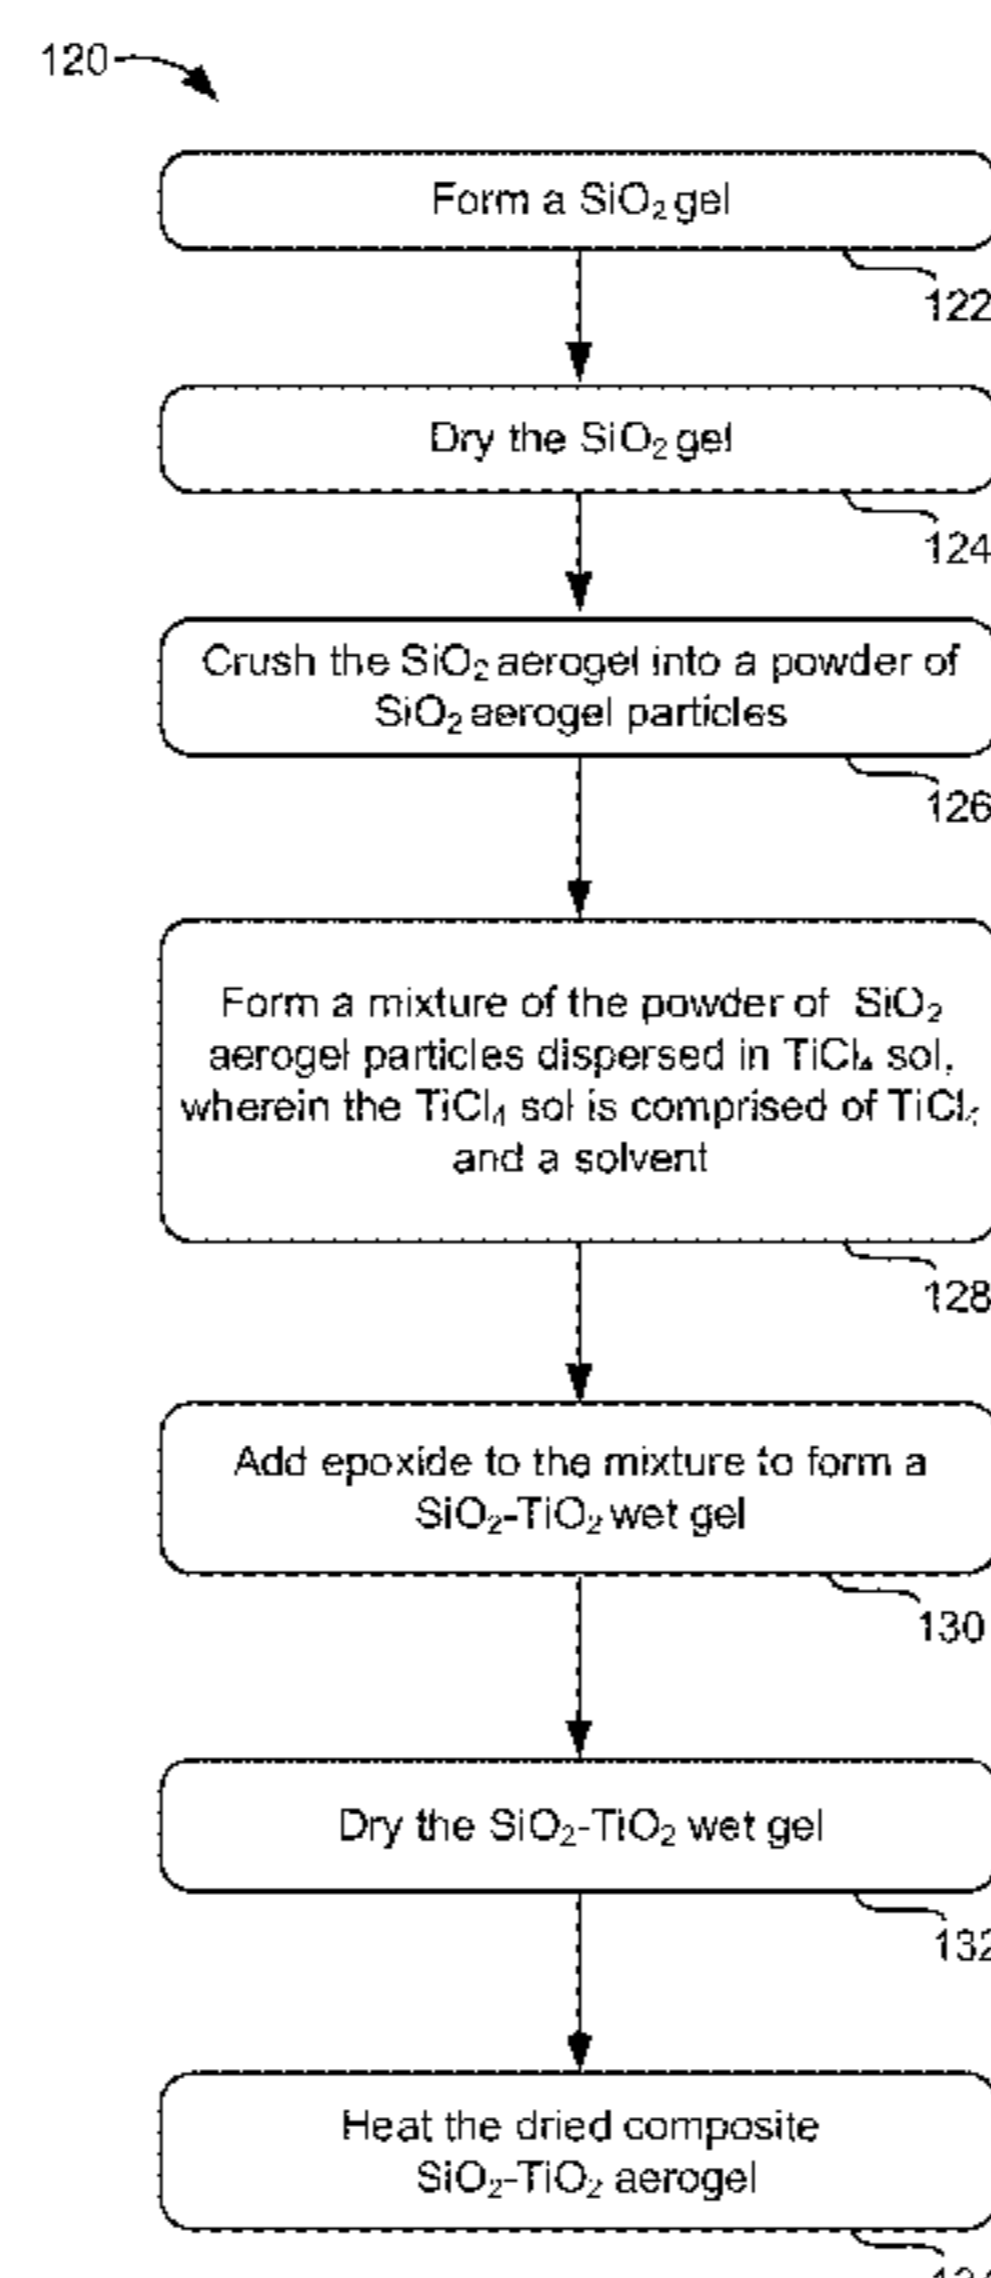 120
Form a SiO₂ gel
122
Dry the SiO₂ gel
124
Crush the SiO₂ aerogel into a powder of
SiO₂ aerogel particles
126
Form a mixture of the powder of SiO₂
aerogel particles dispersed in TiCl₄ sol,
wherein the TiCl₄ sol is comprised of TiCl₄
and a solvent
128
Add epoxide to the mixture to form a
SiO₂-TiO₂ wet gel
130
Dry the SiO₂-TiO₂ wet gel
132
Heat the dried composite
SiO₂-TiO₂ aerogel